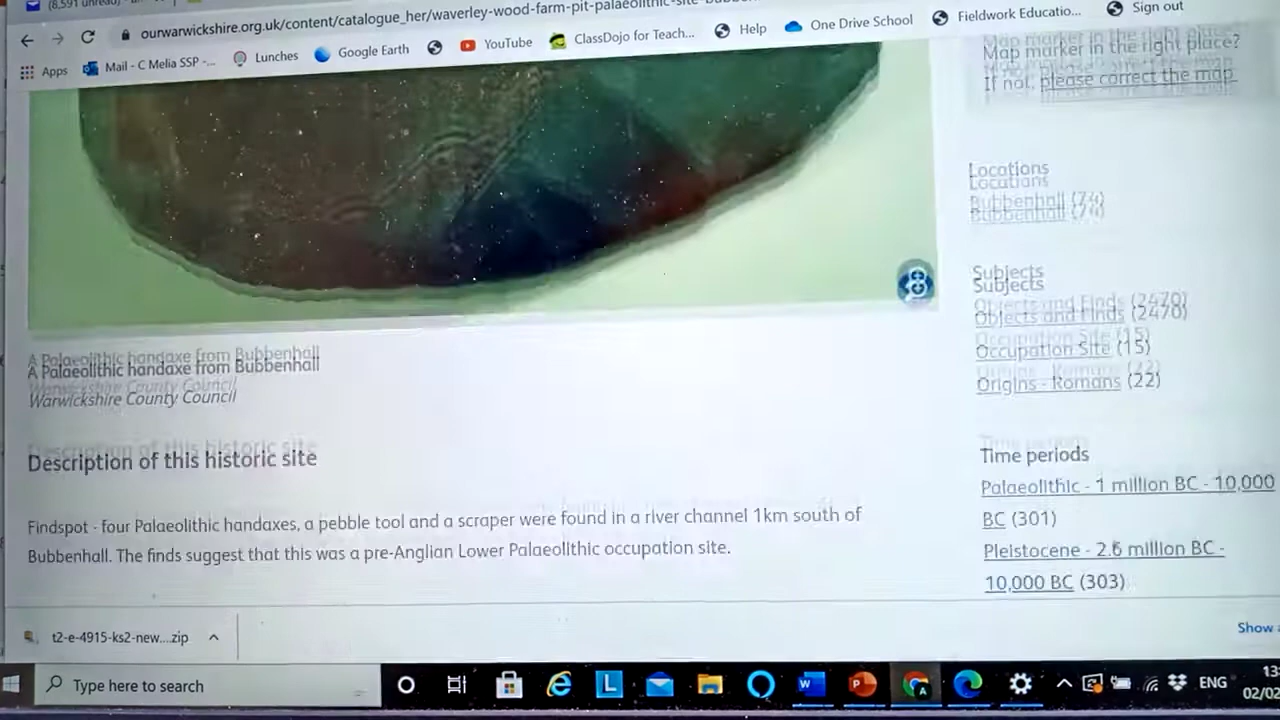 (8,591 unread)
ourwarwickshire.org.uk/content/catalogue_her/waverley-wood-farm-pit-palaeolithic-site-bubben
Apps
Mail - C Melia SSP -...
Lunches
Google Earth
YouTube
ClassDojo for Teach...
Help
One Drive School
Fieldwork Educatio...
Sign out
Map marker in the right place?
If not, please correct the map
Locations
Bubbenhall
Subjects
Objects and Finds (2478)
Occupation Site (15)
Origins - Romans (22)
Time periods
Palaeolithic - 1 million BC - 10,000
BC (301)
Pleistocene - 2.6 million BC -
10,000 BC (303)
A Palaeolithic handaxe from Bubbenhall
Warwickshire County Council
Description of this historic site
Findspot - four Palaeolithic handaxes, a pebble tool and a scraper were found in a river channel 1km south of
Bubbenhall. The finds suggest that this was a pre-Anglian Lower Palaeolithic occupation site.
t2-e-4915-ks2-new....zip
Show
Type here to search
ENG
13:
02/02